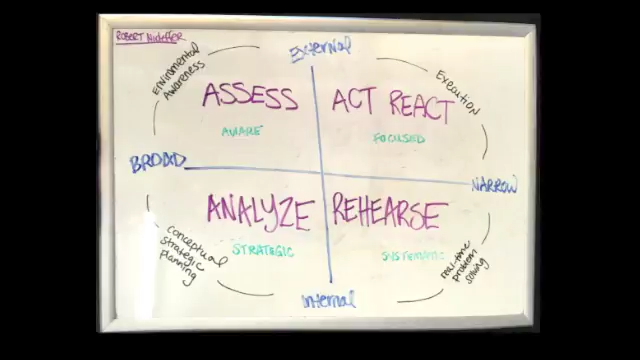 ROBERT Nideffer
External
Enviromental
Awareness
ASSESS
ACT REACT
Execution
AWARE
FOCUSED
BROAD
NARROW
ANALYZE
REHEARSE
conceptual
strategic
planning
STRATEGIC
SYSTEMATIC
real-time
problem
solving
Internal